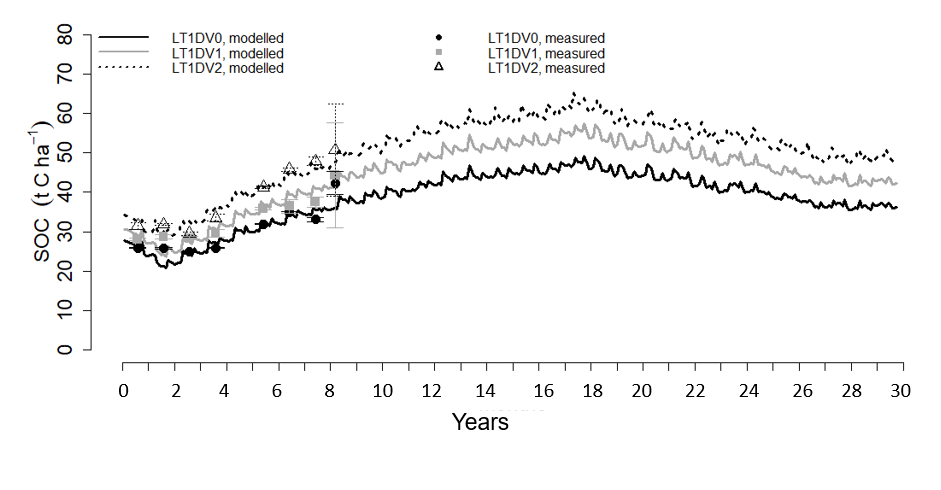 LT1DV0, modelled LT1DV0, measured
LT1DV1, modelled LT1DV1, measured
LT1DV2, modelled LT1DV2, measured
SOC (t C ha⁻¹)
80
70
60
50
40
30
20
10
0
0 2 4 6 8 10 12 14 16 18 20 22 24 26 28 30
Years